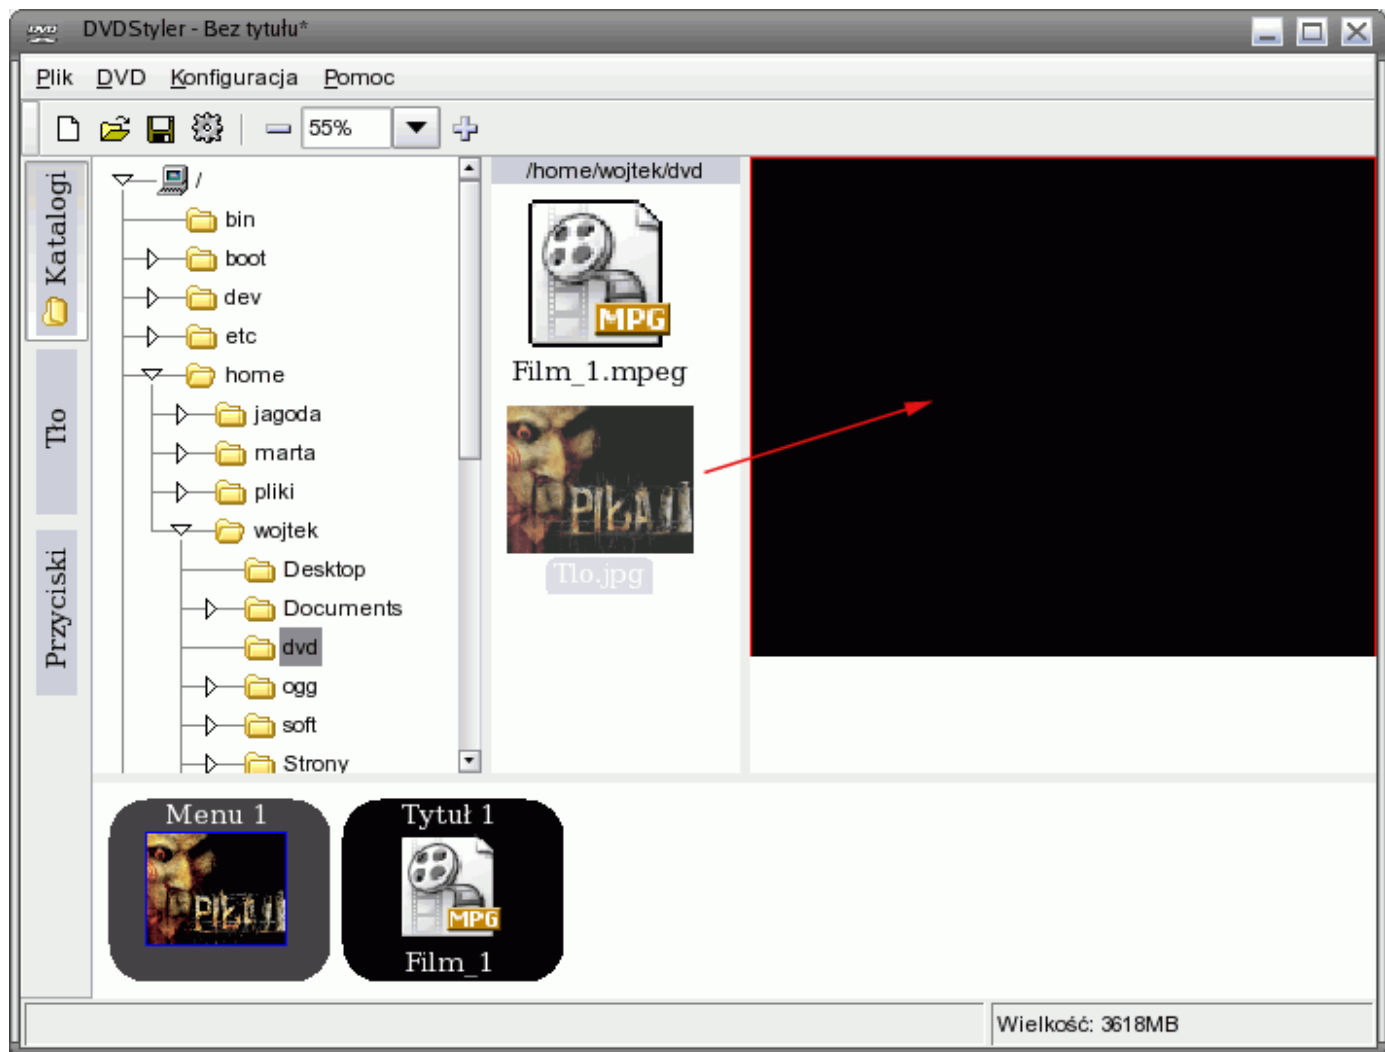 DVDStyler - Bez tytułu*
Plik DVD Konfiguracja Pomoc
55%
Katalogi
Tło
Przyciski
/
bin
boot
dev
etc
home
jagoda
marta
pliki
wojtek
Desktop
Documents
dvd
ogg
soft
Strony
/home/wojtek/dvd
MPG
Film_1.mpeg
PIŁA II
Tlo.jpg
Menu 1
PIŁA II
Tytuł 1
MPG
Film_1
Wielkość: 3618MB